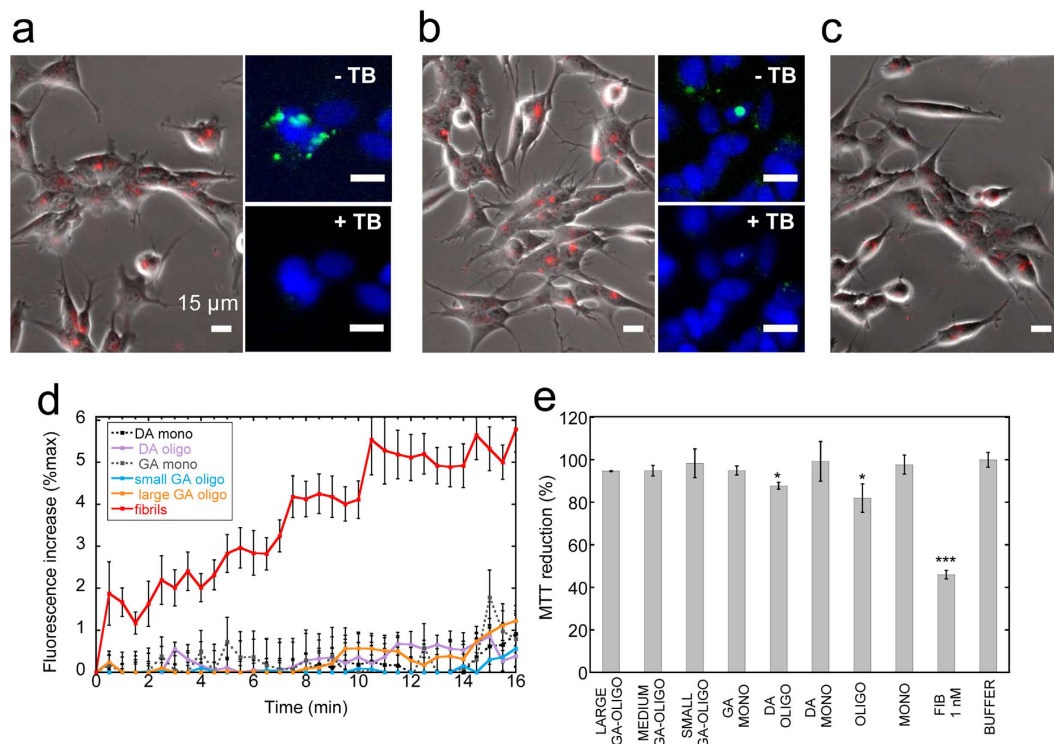 a
b
c
- TB
- TB
+ TB
+ TB
15 µm
d
e
Fluorescence increase (%max)
6
5
4
3
2
1
0
DA mono
DA oligo
GA mono
small GA oligo
large GA oligo
fibrils
0 2 4 6 8 10 12 14 16
Time (min)
MTT reduction (%)
120
100
80
60
40
20
0
*
*
***
LARGE
GA-OLIGO
MEDIUM
GA-OLIGO
SMALL
GA-OLIGO
GA
MONO
DA
OLIGO
DA
MONO
OLIGO
MONO
FIB
1 nM
BUFFER